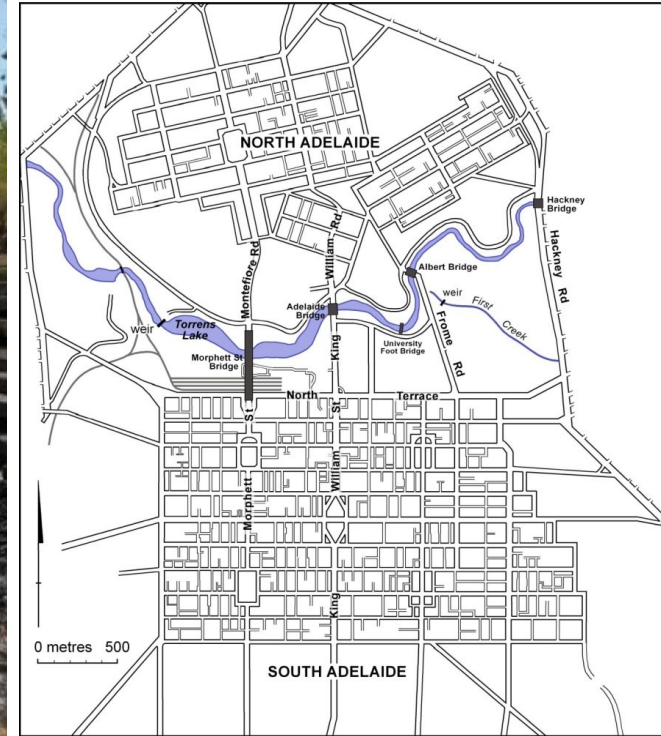 NORTH ADELAIDE
Hackney
Bridge
Hackney Rd
Montefiore Rd
William Rd
Albert Bridge
weir
First
Creek
Adelaide
Bridge
Torrens
Lake
weir
University
Foot Bridge
Frome Rd
Morphett St
Bridge
King
North Terrace
St
St
William
Morphett
King
0 metres 500
SOUTH ADELAIDE